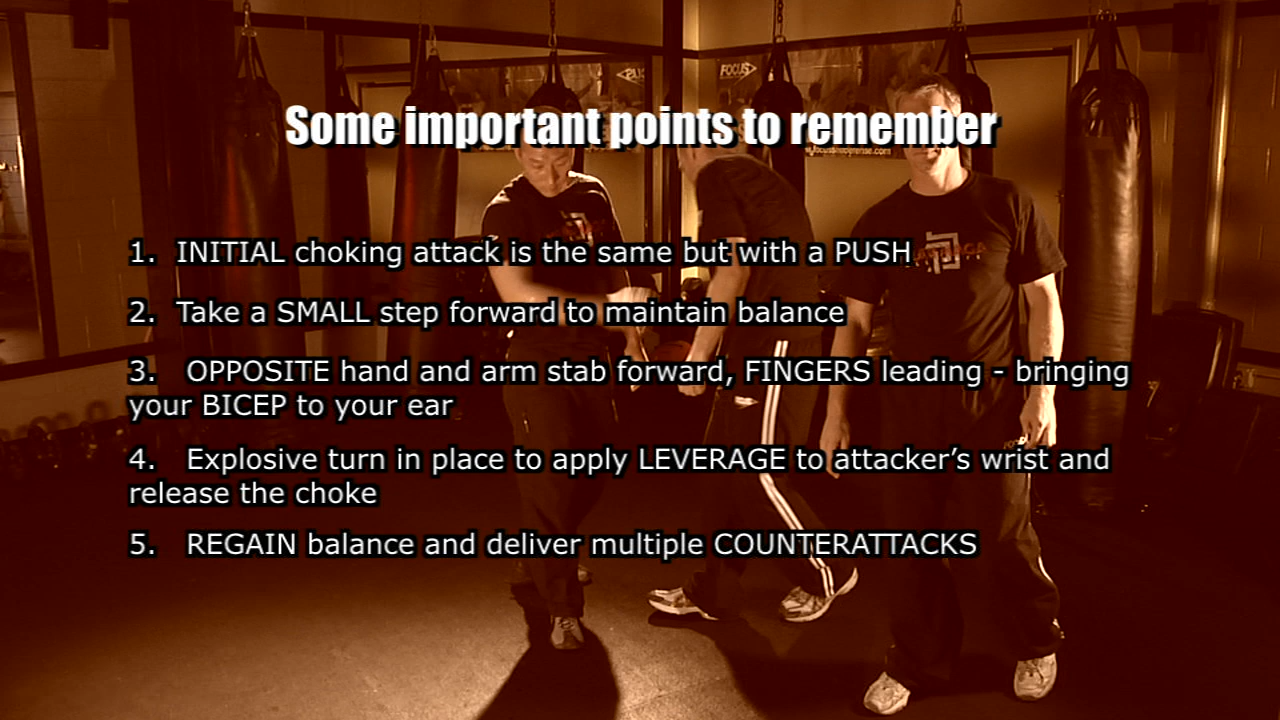 FOCUS
Some important points to remember
1. INITIAL choking attack is the same but with a PUSH
2. Take a SMALL step forward to maintain balance
3. OPPOSITE hand and arm stab forward, FINGERS leading - bringing
your BICEP to your ear
4. Explosive turn in place to apply LEVERAGE to attacker’s wrist and
release the choke
5. REGAIN balance and deliver multiple COUNTERATTACKS